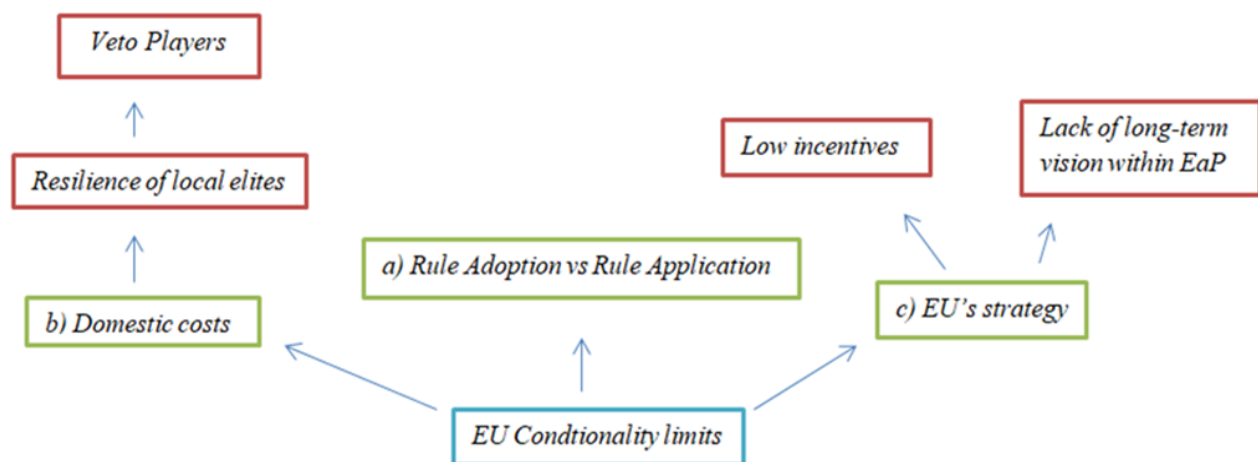 Veto Players
Low incentives
Lack of long-term
vision within EaP
Resilience of local elites
a) Rule Adoption vs Rule Application
b) Domestic costs
c) EU's strategy
EU Condtionality limits